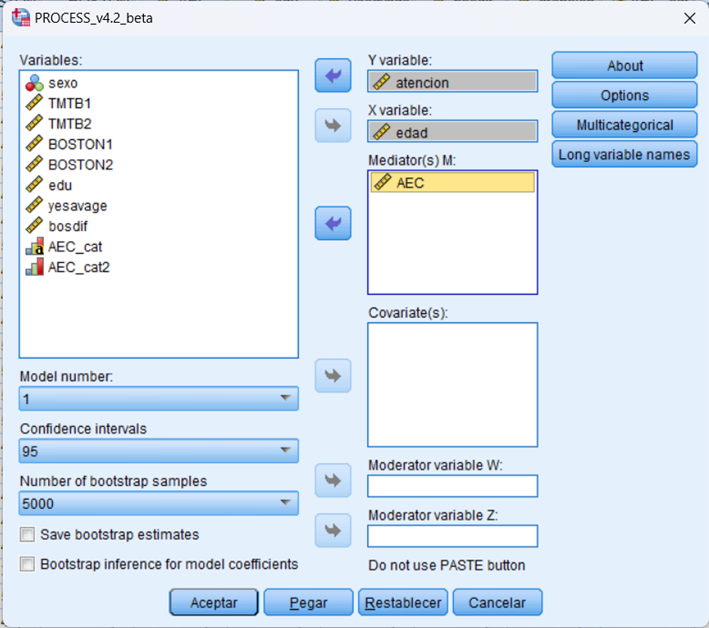 PROCESS_v4.2_beta
Variables:
sexo
TMTB1
TMTB2
BOSTON1
BOSTON2
edu
yesavage
bosdif
AEC_cat
AEC_cat2
Model number:
1
Confidence intervals
95
Number of bootstrap samples
5000
Save bootstrap estimates
Bootstrap inference for model coefficients
Y variable:
atencion
X variable:
edad
Mediator(s) M:
AEC
Covariate(s):
Moderator variable W:
Moderator variable Z:
Do not use PASTE button
About
Options
Multicategorical
Long variable names
Aceptar
Pegar
Restablecer
Cancelar